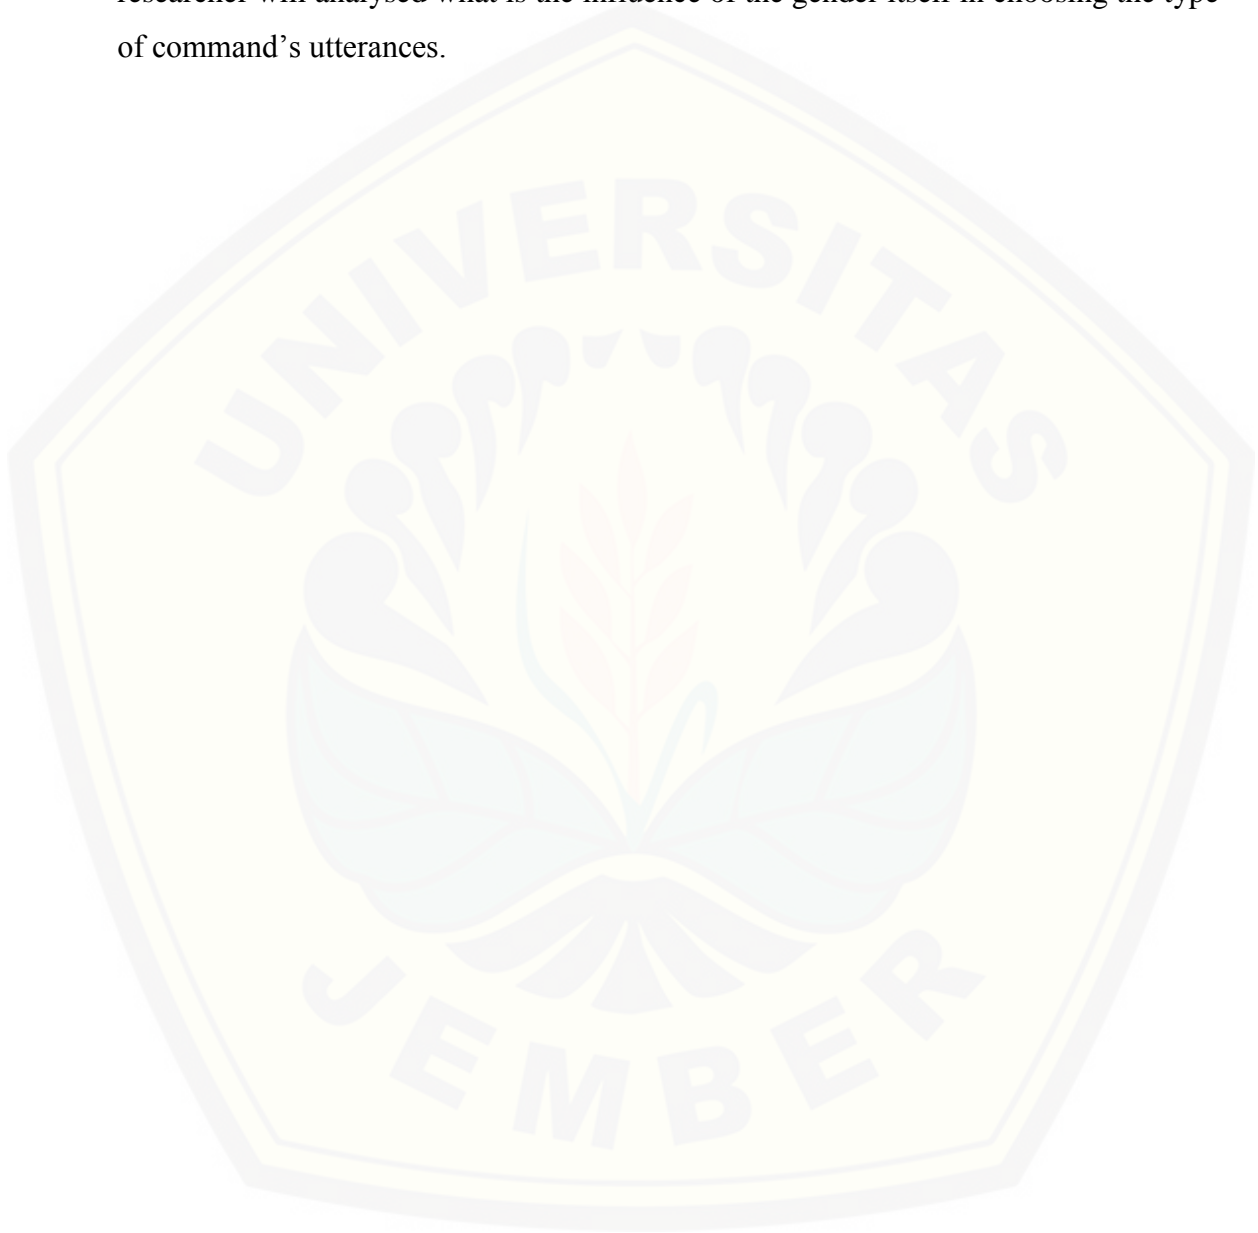 researcher will analysed what is the influence of the gender itself in choosing the type
of command's utterances.
UNIVERSITAS
JEMBER